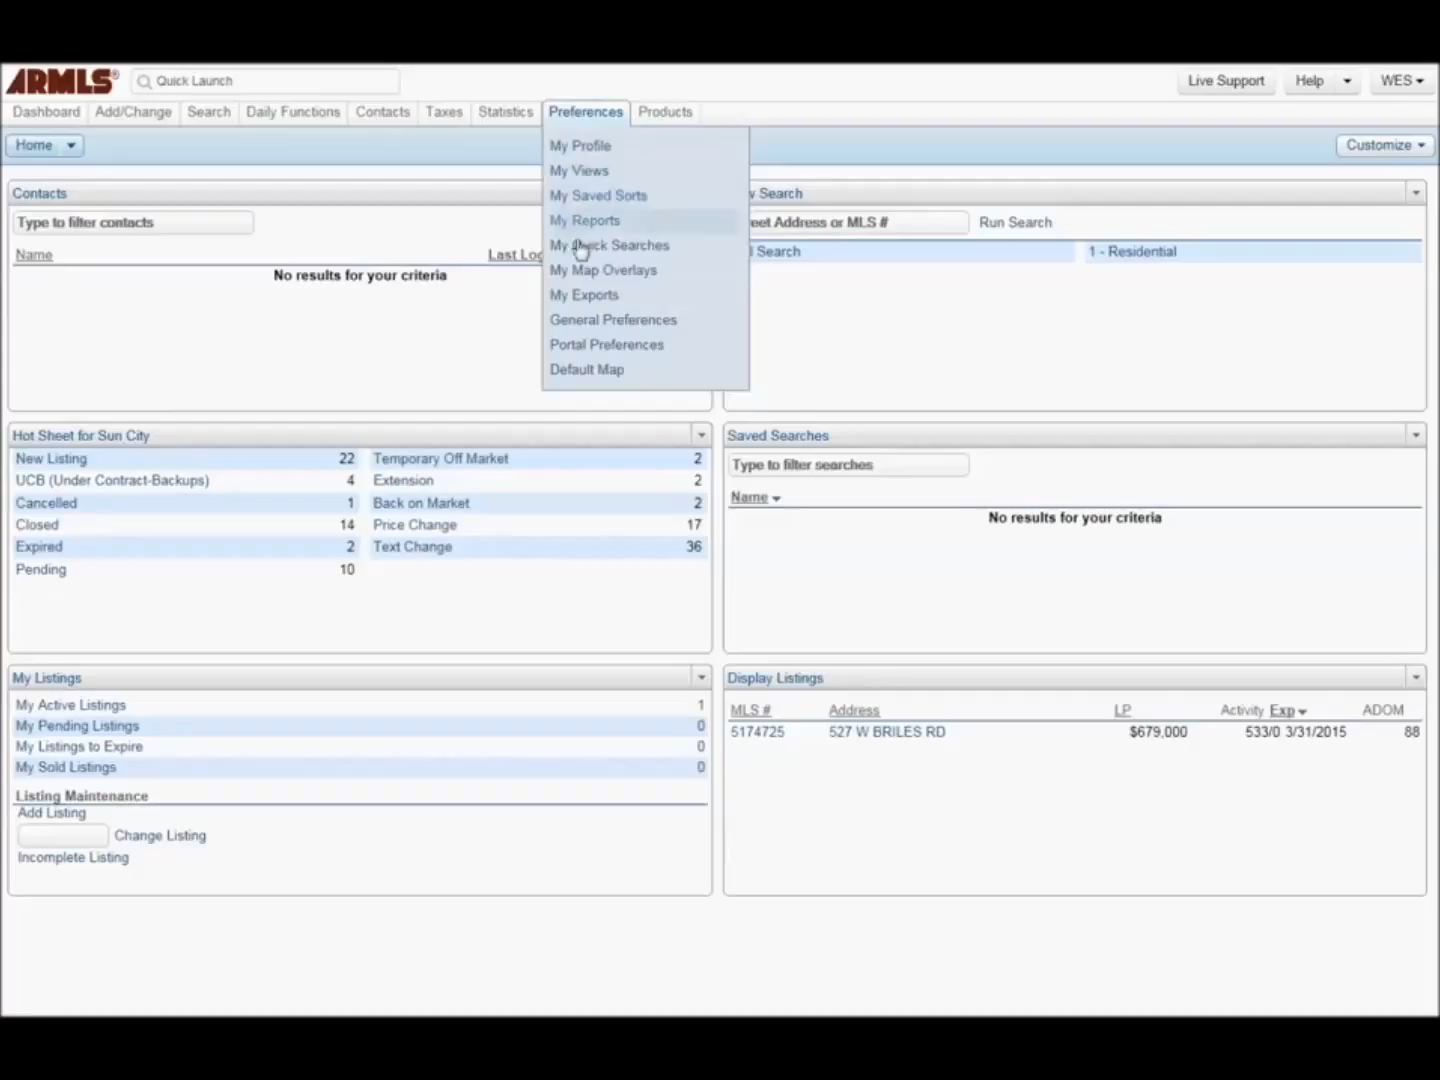 ARMLS®
Quick Launch
Live Support
Help
WES
Dashboard
Add/Change
Search
Daily Functions
Contacts
Taxes
Statistics
Preferences
Products
Home
Customize
My Profile
My Views
My Saved Sorts
My Reports
My Searches
My Map Overlays
My Exports
General Preferences
Portal Preferences
Default Map
Contacts
Type to filter contacts
Name
Last
No results for your criteria
Search
Address or MLS #
Run Search
Search
1 - Residential
Hot Sheet for Sun City
New Listing 22
Temporary Off Market 2
UCB (Under Contract-Backups) 4
Extension 2
Cancelled 1
Back on Market 2
Closed 14
Price Change 17
Expired 2
Text Change 36
Pending 10
Saved Searches
Type to filter searches
Name
No results for your criteria
My Listings
My Active Listings 1
My Pending Listings 0
My Listings to Expire 0
My Sold Listings 0
Listing Maintenance
Add Listing
Change Listing
Incomplete Listing
Display Listings
MLS # Address LP Activity Exp ADOM
5174725 527 W BRILES RD $679,000 533/0 3/31/2015 88